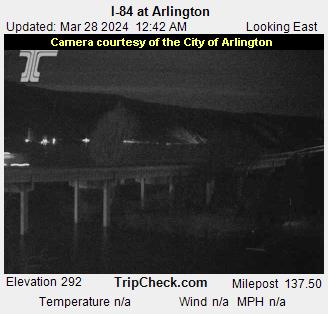 I-84 at Arlington
Updated: Mar 28 2024 12:42 AM Looking East
Camera courtesy of the City of Arlington
Elevation 292 TripCheck.com Milepost 137.50
Temperature n/a Wind n/a MPH n/a